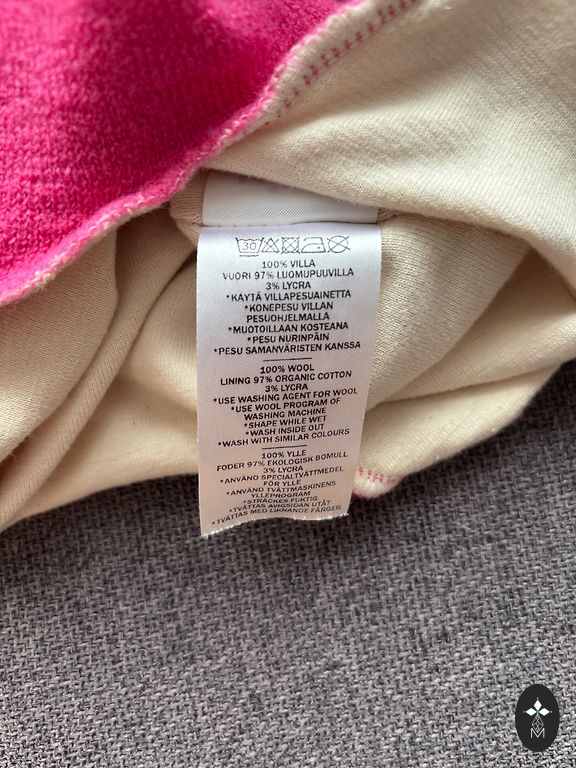 30
100% VILLA
VUORI 97% LUOMUPUUVILLA
3% LYCRA
*KÄYTÄ VILLAPESUAINETTA
*KONEPESU VILLAN
PESUOHJELMALLA
*MUOTOILLAAN KOSTEANA
*PESU NURINPÄIN
*PESU SAMANVÄRISTEN KANSSA
100% WOOL
LINING 97% ORGANIC COTTON
3% LYCRA
*USE WASHING AGENT FOR WOOL
*USE WOOL PROGRAM OF
WASHING MACHINE
*SHAPE WHILE WET
*WASH INSIDE OUT
*WASH WITH SIMILAR COLOURS
100% YLLE
FODER 97% EKOLOGISK BOMULL
3% LYCRA
*ANVÄND SPECIALTVÄTTMEDEL
FÖR YLLE
*ANVÄND TVÄTTMASKINENS
YLLEPROGRAM
*STRÄCKES FUKTIG
*TVÄTTAS AVIGSIDAN UTÅT
*TVÄTTAS MED LIKNANDE FÄRGER
M